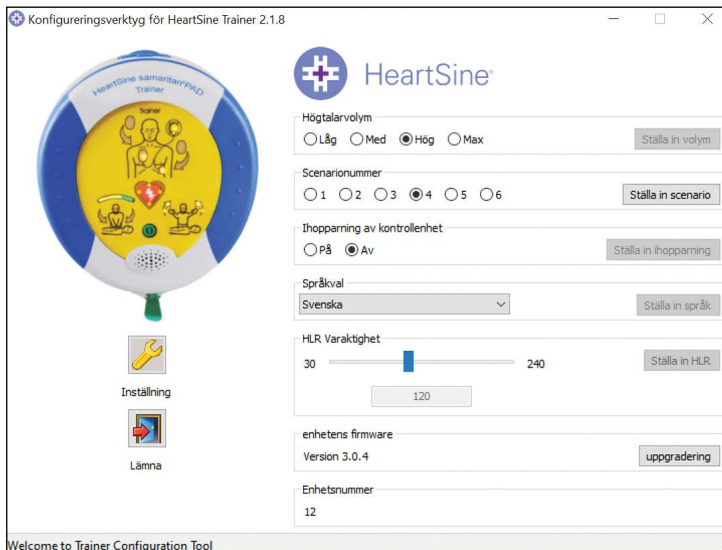 Konfigureringsverktyg för HeartSine Trainer 2.1.8
HeartSine samaritan PAD
Trainer
Trainer
HeartSine
Högtalarvolym
Låg Med Hög Max Ställa in volym
Scenarionummer
1 2 3 4 5 6 Ställa in scenario
Ihopparning av kontrollenhet
På Av Ställa in ihopparning
Språkval
Svenska Ställa in språk
HLR Varaktighet
30 240 Ställa in HLR
120
Inställning
Lämna
enhetens firmware
Version 3.0.4 uppgradering
Enhetsnummer
12
Welcome to Trainer Configuration Tool